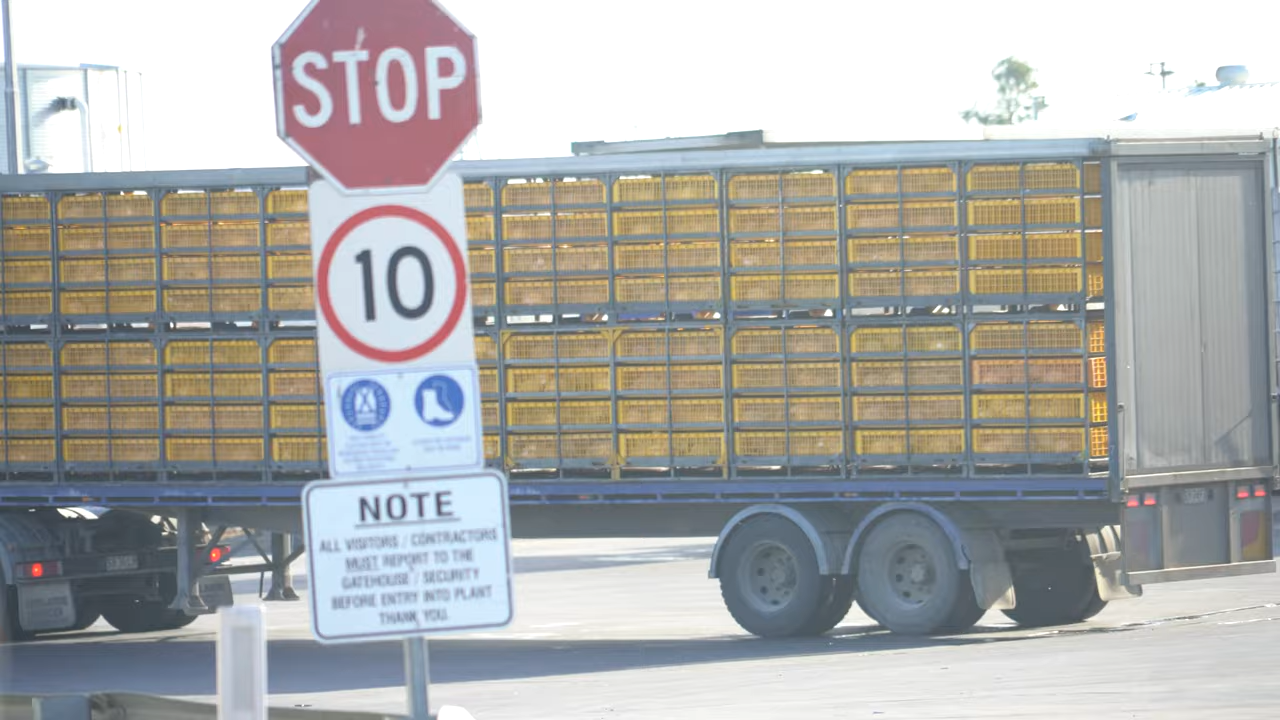 STOP
10
NOTE
ALL VISITORS / CONTRACTORS
MUST REPORT TO THE
GATEHOUSE / SECURITY
BEFORE ENTRY INTO PLANT
THANK YOU.